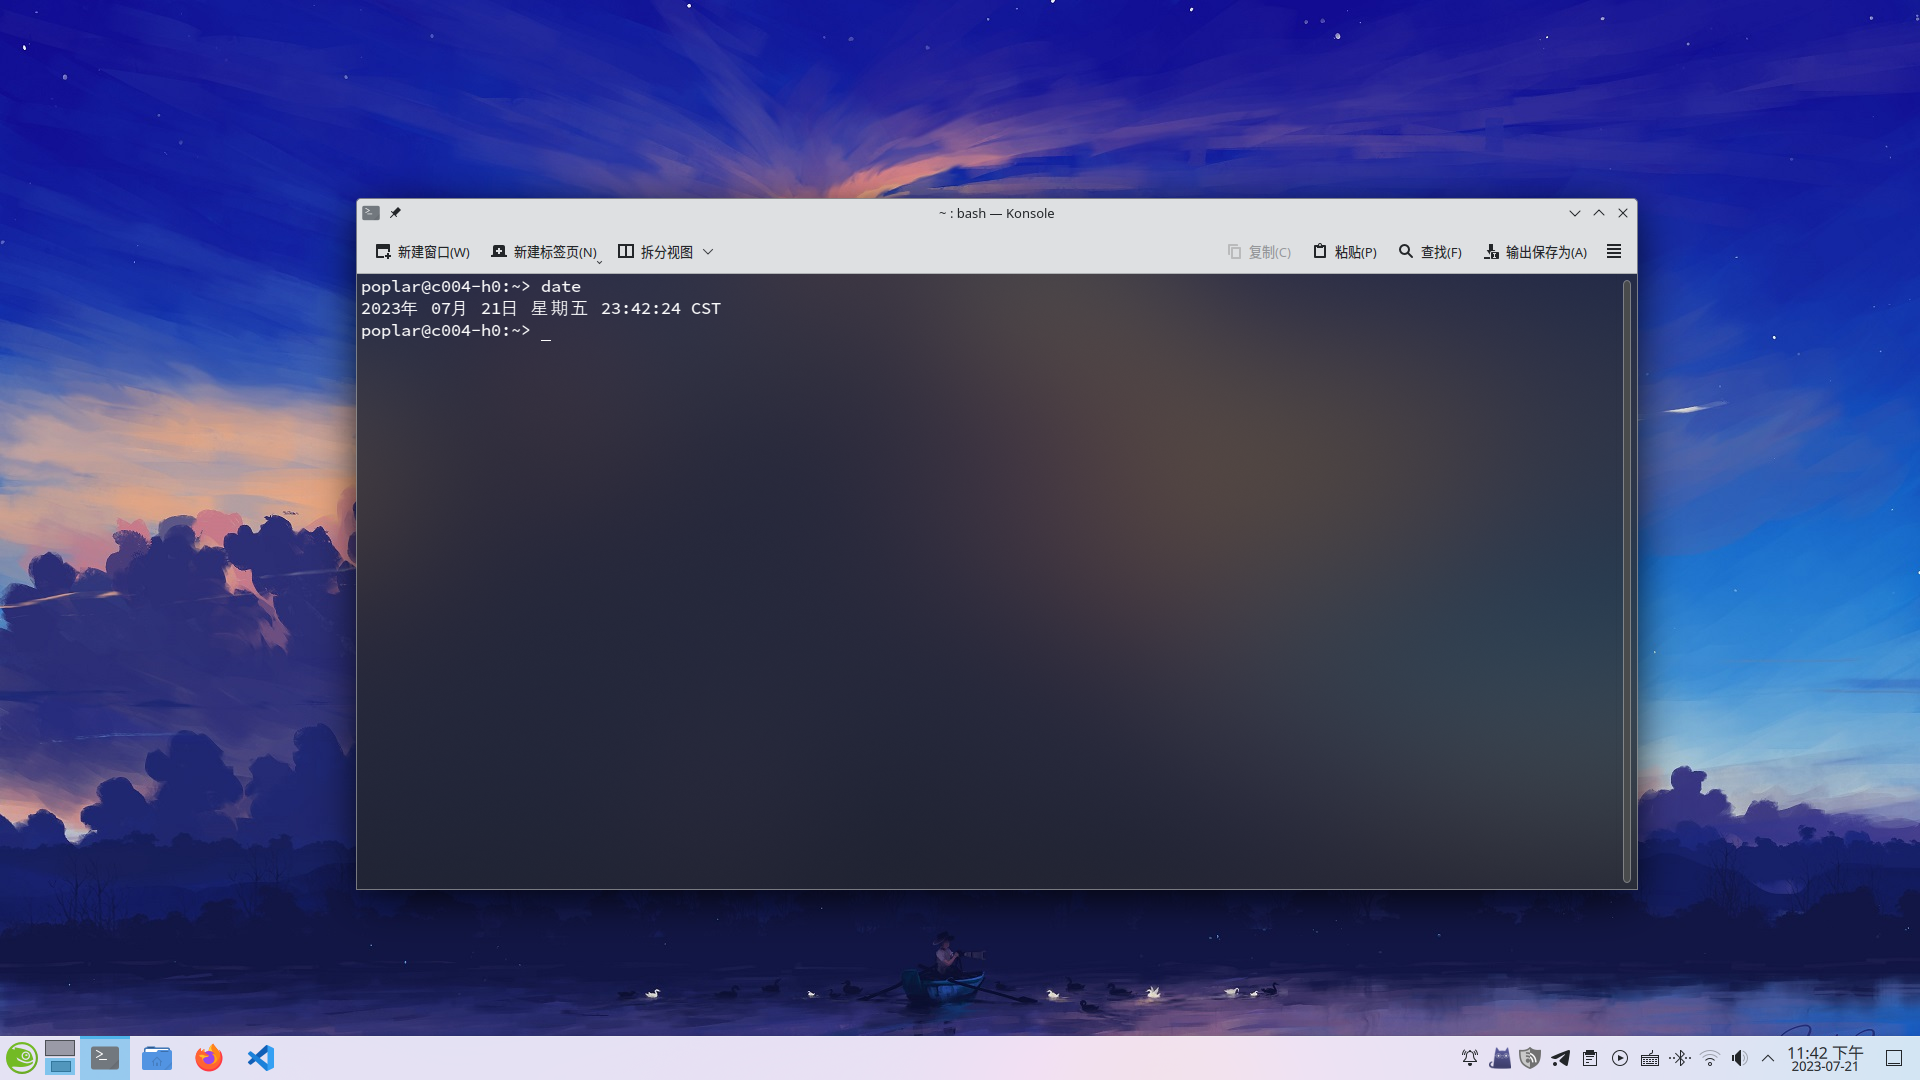 ~ : bash — Konsole
新建窗口(W) 新建标签页(N) 拆分视图 复制(C) 粘贴(P) 查找(F) 输出保存为(A)
poplar@c004-h0:~> date
2023年 07月 21日 星期五 23:42:24 CST
poplar@c004-h0:~> _
11:42 下午
2023-07-21